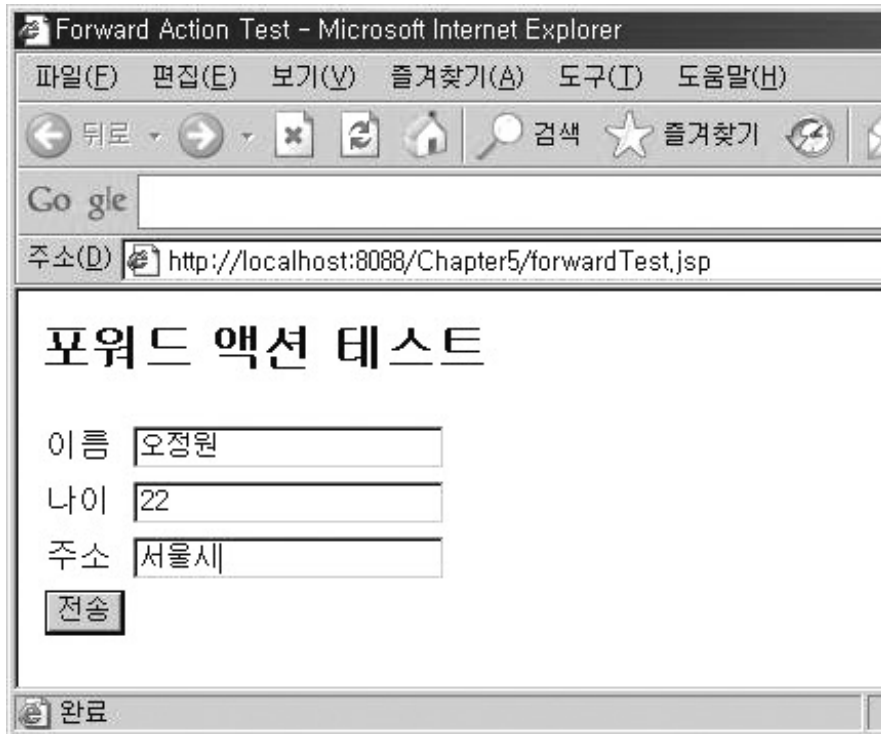 Forward Action Test - Microsoft Internet Explorer
파일(F) 편집(E) 보기(V) 즐겨찾기(A) 도구(T) 도움말(H)
뒤로 검색 즐겨찾기
Go gle
주소(D) http://localhost:8088/Chapter5/forwardTest.jsp
포워드 액션 테스트
이름 오정원
나이 22
주소 서울시
전송
완료